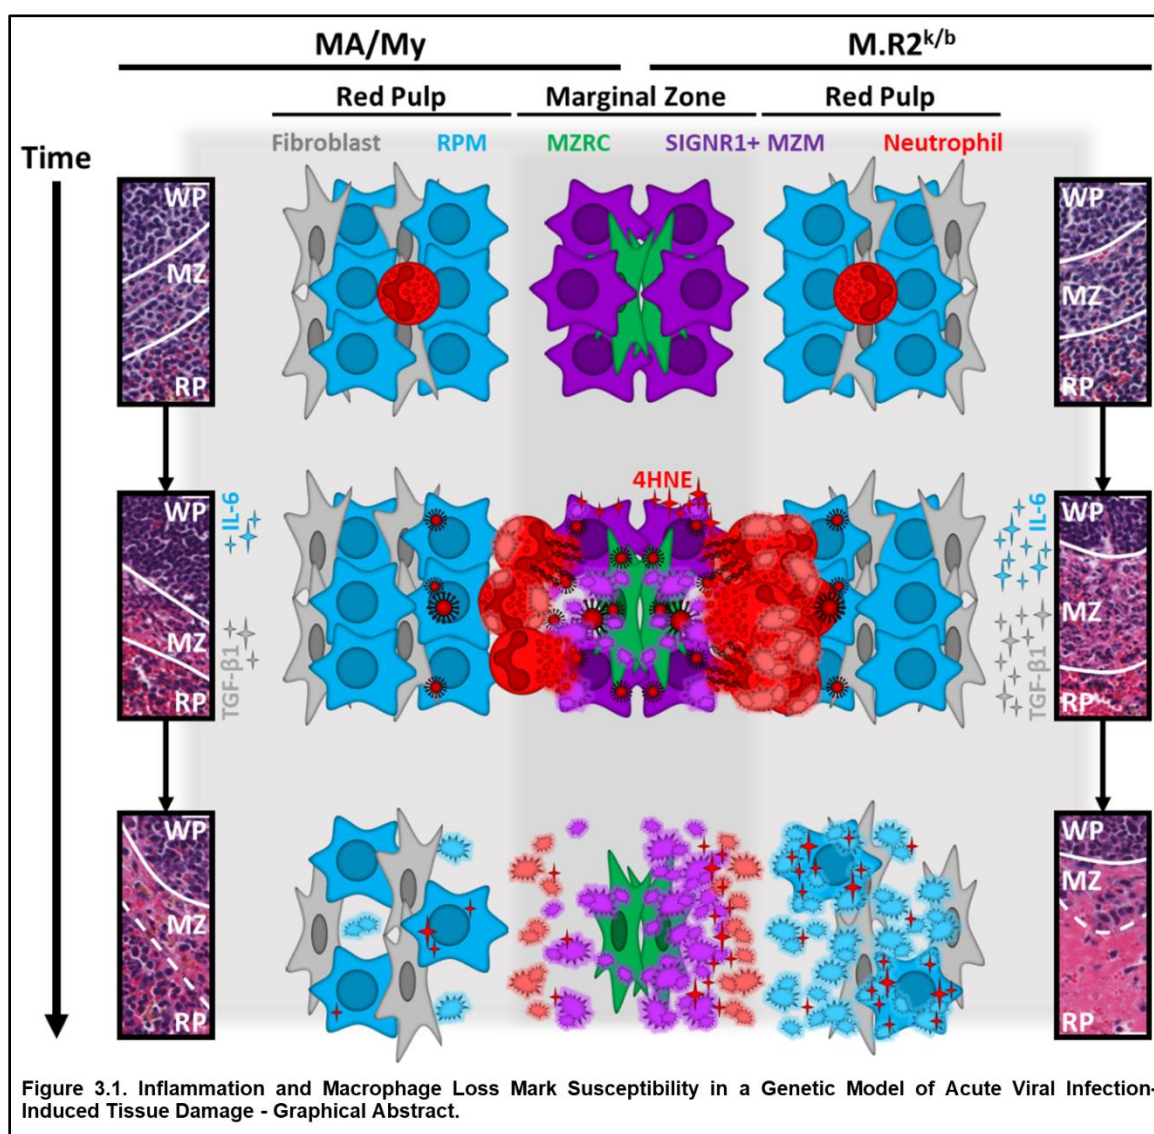 MA/My
M.R2k/b
Red Pulp
Marginal Zone
Red Pulp
Time
Fibroblast
RPM
MZRC
SIGNR1+ MZM
Neutrophil
WP
MZ
RP
WP
MZ
RP
4HNE
WP
MZ
RP
IL-6
TGF-β1
IL-6
TGF-β1
WP
MZ
RP
WP
MZ
RP
WP
MZ
RP
Figure 3.1. Inflammation and Macrophage Loss Mark Susceptibility in a Genetic Model of Acute Viral Infection-
Induced Tissue Damage - Graphical Abstract.